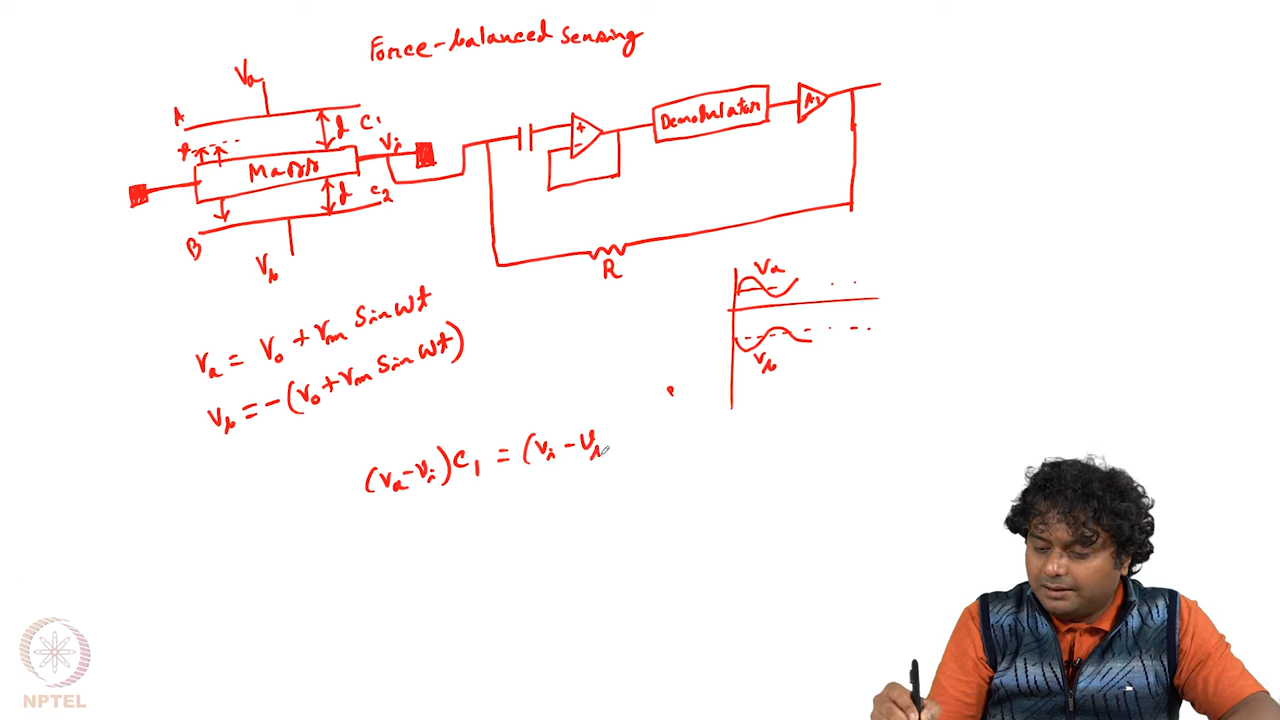 Force-balanced Sensing
Va
A
d C1
Vi
Mass
d C2
B
Vb
+
-
Demodulator
A1
R
Va
Vb
Va = V0 + Vm Sin ωt
Vb = -(V0 + Vm Sin ωt)
(Va - Vi) C1 = (Vi - Vb
NPTEL